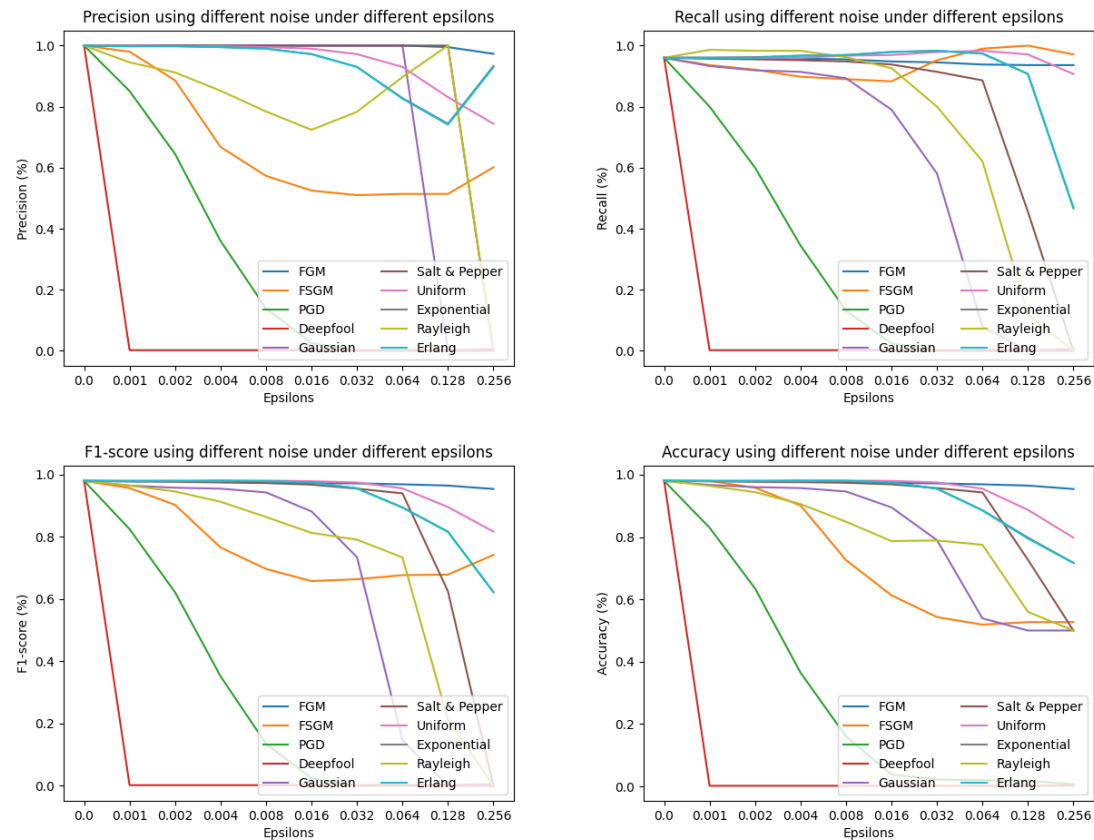 Precision using different noise under different epsilons
Precision (%)
1.0
0.8
0.6
0.4
0.2
0.0
FGM
FSGM
PGD
Deepfool
Gaussian
Salt & Pepper
Uniform
Exponential
Rayleigh
Erlang
0.0 0.001 0.002 0.004 0.008 0.016 0.032 0.064 0.128 0.256
Epsilons
Recall using different noise under different epsilons
Recall (%)
1.0
0.8
0.6
0.4
0.2
0.0
FGM
FSGM
PGD
Deepfool
Gaussian
Salt & Pepper
Uniform
Exponential
Rayleigh
Erlang
0.0 0.001 0.002 0.004 0.008 0.016 0.032 0.064 0.128 0.256
Epsilons
F1-score using different noise under different epsilons
F1-score (%)
1.0
0.8
0.6
0.4
0.2
0.0
FGM
FSGM
PGD
Deepfool
Gaussian
Salt & Pepper
Uniform
Exponential
Rayleigh
Erlang
0.0 0.001 0.002 0.004 0.008 0.016 0.032 0.064 0.128 0.256
Epsilons
Accuracy using different noise under different epsilons
Accuracy (%)
1.0
0.8
0.6
0.4
0.2
0.0
FGM
FSGM
PGD
Deepfool
Gaussian
Salt & Pepper
Uniform
Exponential
Rayleigh
Erlang
0.0 0.001 0.002 0.004 0.008 0.016 0.032 0.064 0.128 0.256
Epsilons